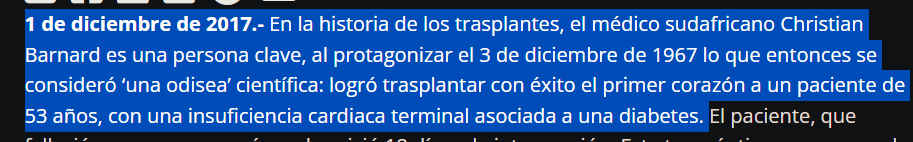 1 de diciembre de 2017.- En la historia de los trasplantes, el médico sudafricano Christian
Barnard es una persona clave, al protagonizar el 3 de diciembre de 1967 lo que entonces se
consideró ‘una odisea’ científica: logró trasplantar con éxito el primer corazón a un paciente de
53 años, con una insuficiencia cardiaca terminal asociada a una diabetes. El paciente, que